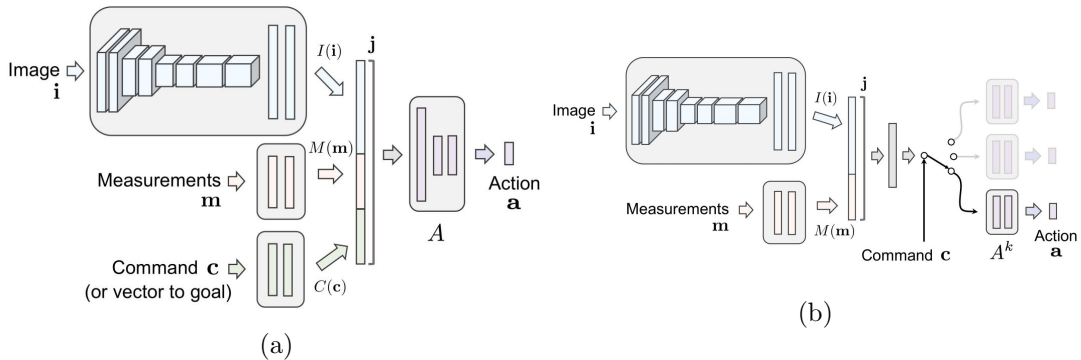 Image
i
I(i)
j
Measurements
m
M(m)
Command c
(or vector to goal)
C(c)
A
Action
a
(a)
Image
i
I(i)
j
Measurements
m
M(m)
Command c
A^k
Action
a
(b)